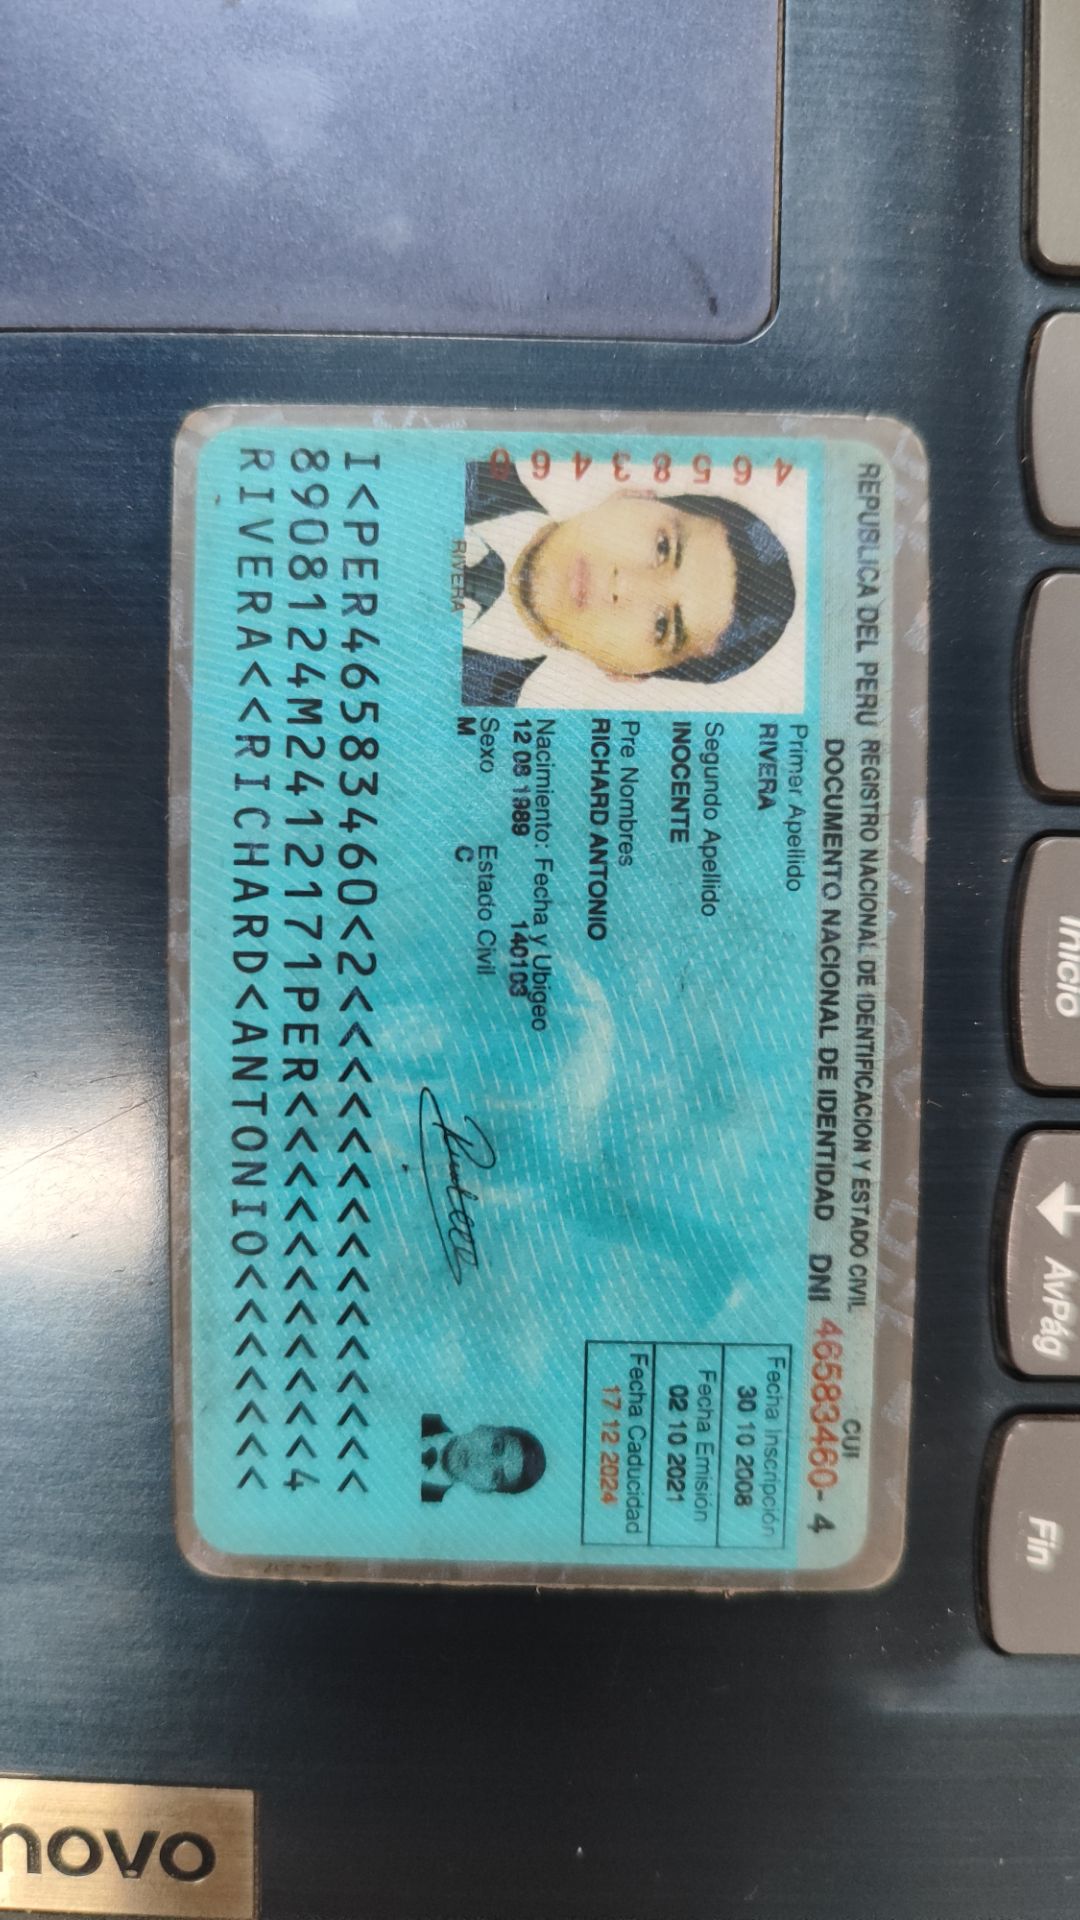 REPUBLICA DEL PERU REGISTRO NACIONAL DE IDENTIFICACION Y ESTADO CIVIL
CUI
DOCUMENTO NACIONAL DE IDENTIDAD DNI 46583460- 4
Primer Apellido
RIVERA
Segundo Apellido
INOCENTE
Pre Nombres
RICHARD ANTONIO
Nacimiento: Fecha y Ubigeo
12 08 1989 140103
Sexo Estado Civil
M C
Fecha Inscripción
30 10 2008
Fecha Emisión
02 10 2021
Fecha Caducidad
17 12 2024
46583460
RIVERA
I<PER46583460<2<<<<<<<<<<<<<<<
8908124M2412171PER<<<<<<<<<<<4
RIVERA<<RICHARD<ANTONIO<<<<<<<
Inicio
AvPág
Fin
novo